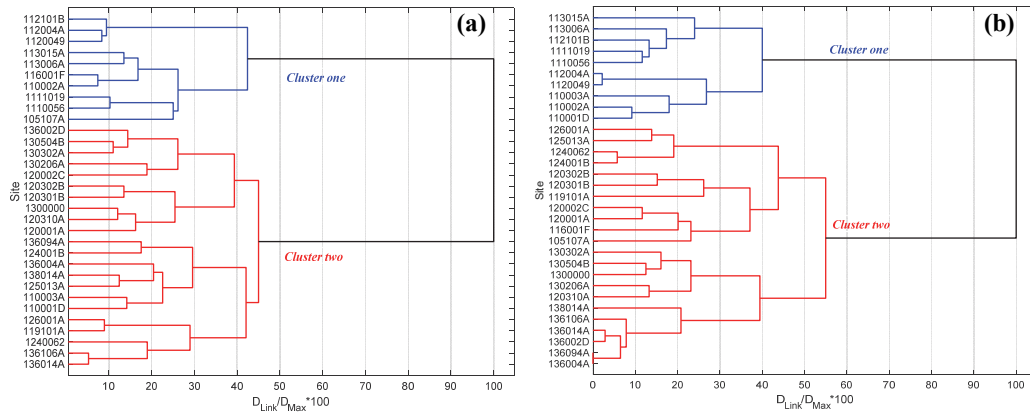 (a)
112101B
112004A
1120049
113015A
113006A
116001F
110002A
1111019
1110056
105107A
136002D
130504B
130302A
130206A
120002C
120302B
120301B
1300000
120310A
120001A
136094A
124001B
136004A
138014A
125013A
110003A
110001D
126001A
119101A
1240062
136106A
136014A
Site
Cluster one
Cluster two
10 20 30 40 50 60 70 80 90 100
D_Link/D_Max*100
(b)
113015A
113006A
112101B
1111019
1110056
112004A
1120049
110003A
110002A
110001D
126001A
125013A
1240062
124001B
120302B
120301B
119101A
120002C
120001A
116001F
105107A
130302A
130504B
1300000
130206A
120310A
138014A
136106A
136014A
136002D
136094A
136004A
Site
Cluster one
Cluster two
0 10 20 30 40 50 60 70 80 90 100
D_Link/D_Max*100